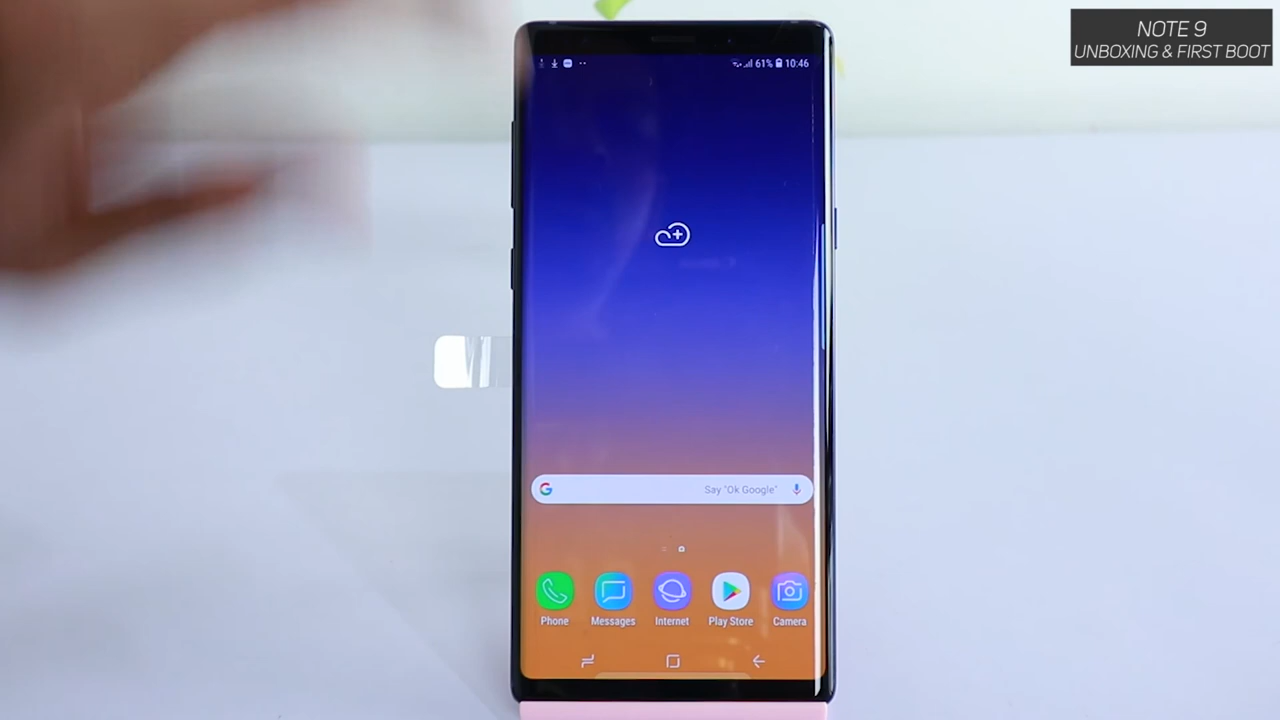 NOTE 9
UNBOXING & FIRST BOOT
61% 10:46
Say "Ok Google"
Phone
Messages
Internet
Play Store
Camera